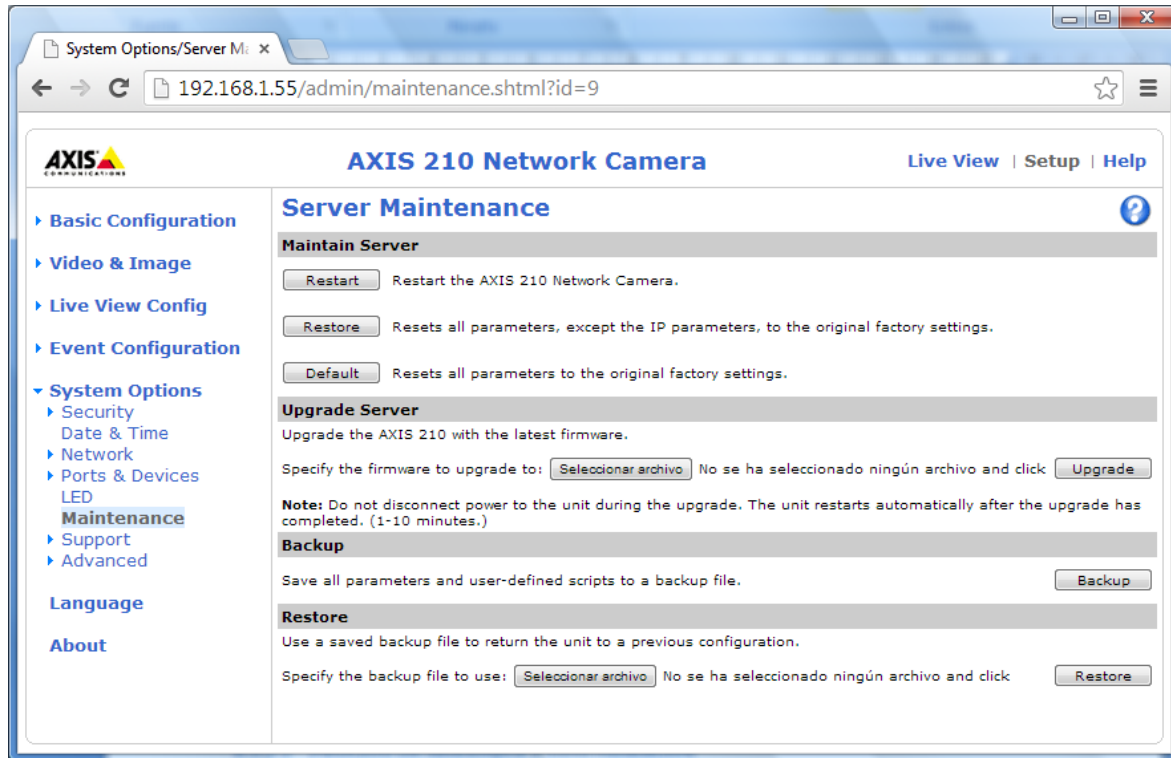 System Options/Server Ma
192.168.1.55/admin/maintenance.shtml?id=9
AXIS
COMMUNICATIONS
AXIS 210 Network Camera
Live View | Setup | Help
Basic Configuration
Video & Image
Live View Config
Event Configuration
System Options
Security
Date & Time
Network
Ports & Devices
LED
Maintenance
Support
Advanced
Language
About
Server Maintenance
?
Maintain Server
Restart Restart the AXIS 210 Network Camera.
Restore Resets all parameters, except the IP parameters, to the original factory settings.
Default Resets all parameters to the original factory settings.
Upgrade Server
Upgrade the AXIS 210 with the latest firmware.
Specify the firmware to upgrade to: Seleccionar archivo No se ha seleccionado ningún archivo and click Upgrade
Note: Do not disconnect power to the unit during the upgrade. The unit restarts automatically after the upgrade has
completed. (1-10 minutes.)
Backup
Save all parameters and user-defined scripts to a backup file. Backup
Restore
Use a saved backup file to return the unit to a previous configuration.
Specify the backup file to use: Seleccionar archivo No se ha seleccionado ningún archivo and click Restore